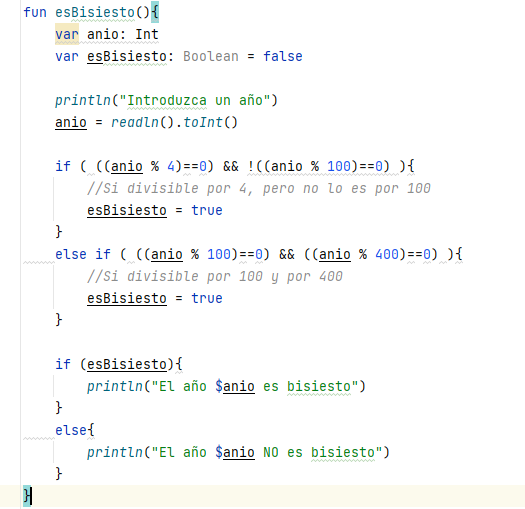 fun esBisiesto(){
    var anio: Int
    var esBisiesto: Boolean = false

    println("Introduzca un año")
    anio = readln().toInt()

    if ( ((anio % 4)==0) && !((anio % 100)==0) ){
        //Si divisible por 4, pero no lo es por 100
        esBisiesto = true
    }
    else if ( ((anio % 100)==0) && ((anio % 400)==0) ){
        //Si divisible por 100 y por 400
        esBisiesto = true
    }

    if (esBisiesto){
        println("El año $anio es bisiesto")
    }
    else{
        println("El año $anio NO es bisiesto")
    }
}